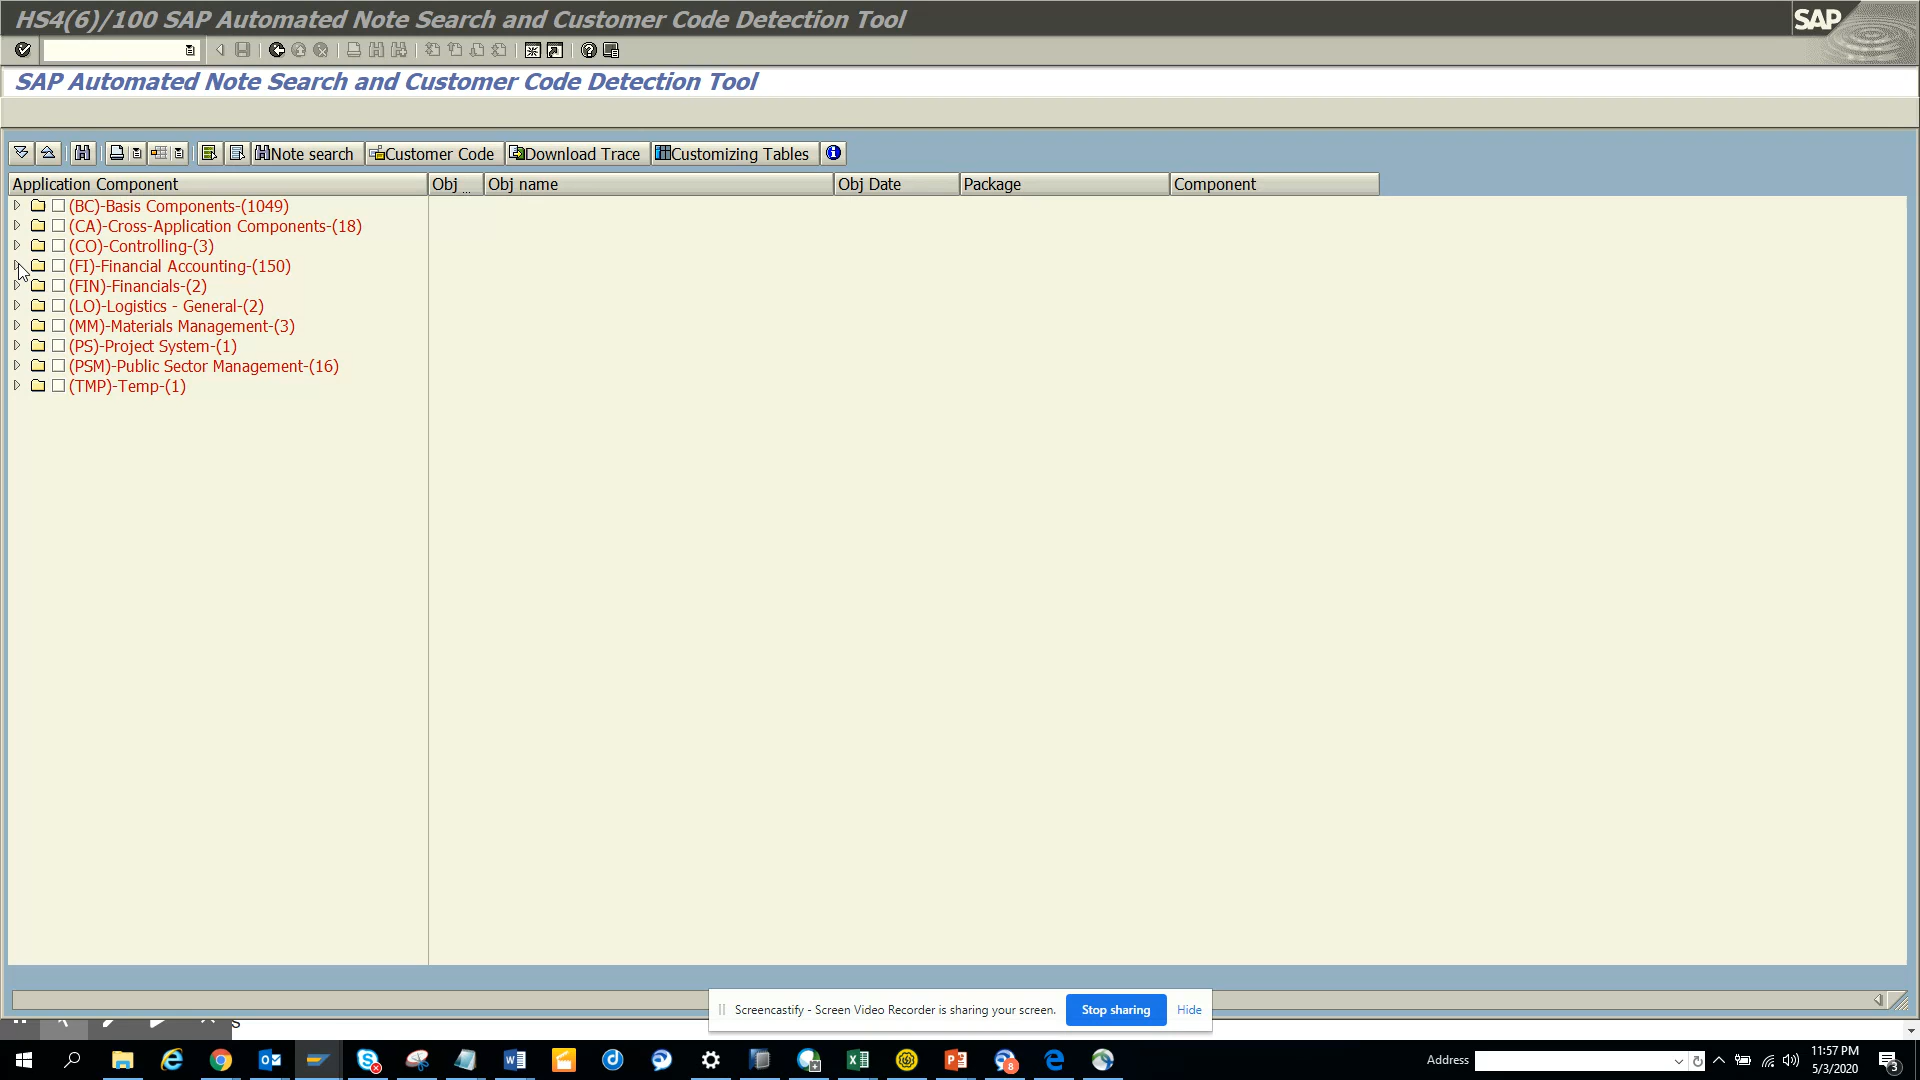 HS4(6)/100 SAP Automated Note Search and Customer Code Detection Tool
SAP
SAP Automated Note Search and Customer Code Detection Tool
Note search Customer Code Download Trace Customizing Tables
Application Component Obj ... Obj name Obj Date Package Component
(BC)-Basis Components-(1049)
(CA)-Cross-Application Components-(18)
(CO)-Controlling-(3)
(FI)-Financial Accounting-(150)
(FIN)-Financials-(2)
(LO)-Logistics - General-(2)
(MM)-Materials Management-(3)
(PS)-Project System-(1)
(PSM)-Public Sector Management-(16)
(TMP)-Temp-(1)
Screencastify - Screen Video Recorder is sharing your screen. Stop sharing Hide
Address
11:57 PM
5/3/2020
8
3